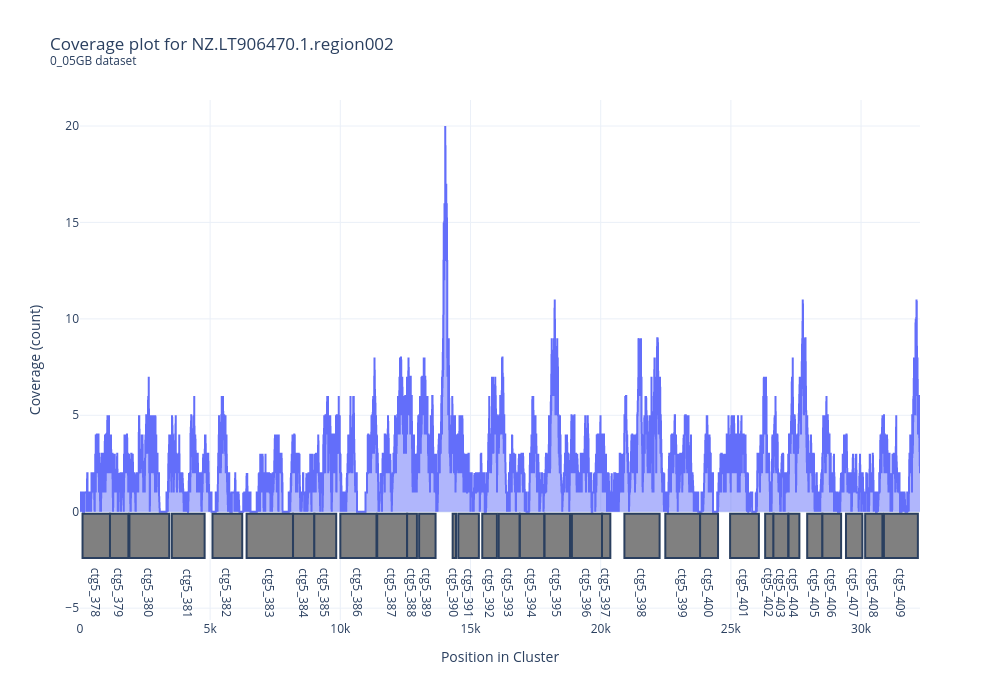 Coverage plot for NZ.LT906470.1.region002
0_05GB dataset
20
15
10
5
0
−5
Coverage (count)
ctg5_378
ctg5_379
ctg5_380
ctg5_381
ctg5_382
ctg5_383
ctg5_384
ctg5_385
ctg5_386
ctg5_387
ctg5_388
ctg5_389
ctg5_390
ctg5_391
ctg5_392
ctg5_393
ctg5_394
ctg5_395
ctg5_396
ctg5_397
ctg5_398
ctg5_399
ctg5_400
ctg5_401
ctg5_402
ctg5_403
ctg5_404
ctg5_405
ctg5_406
ctg5_407
ctg5_408
ctg5_409
0 5k 10k 15k 20k 25k 30k
Position in Cluster